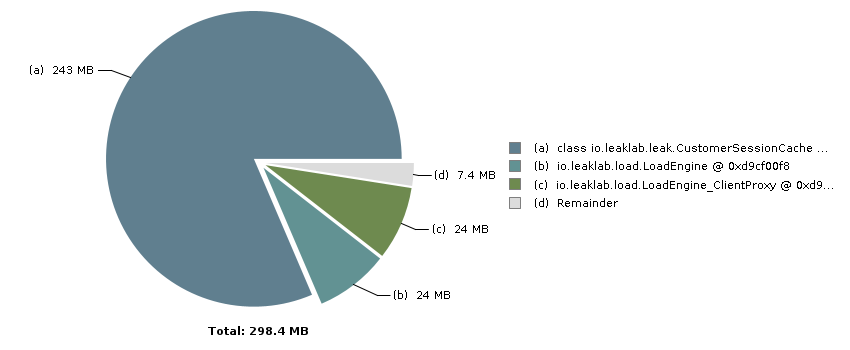 (a) 243 MB
(d) 7.4 MB
(c) 24 MB
(b) 24 MB
Total: 298.4 MB
(a) class io.leaklab.leak.CustomerSessionCache ...
(b) io.leaklab.load.LoadEngine @ 0xd9cf00f8
(c) io.leaklab.load.LoadEngine_ClientProxy @ 0xd9...
(d) Remainder